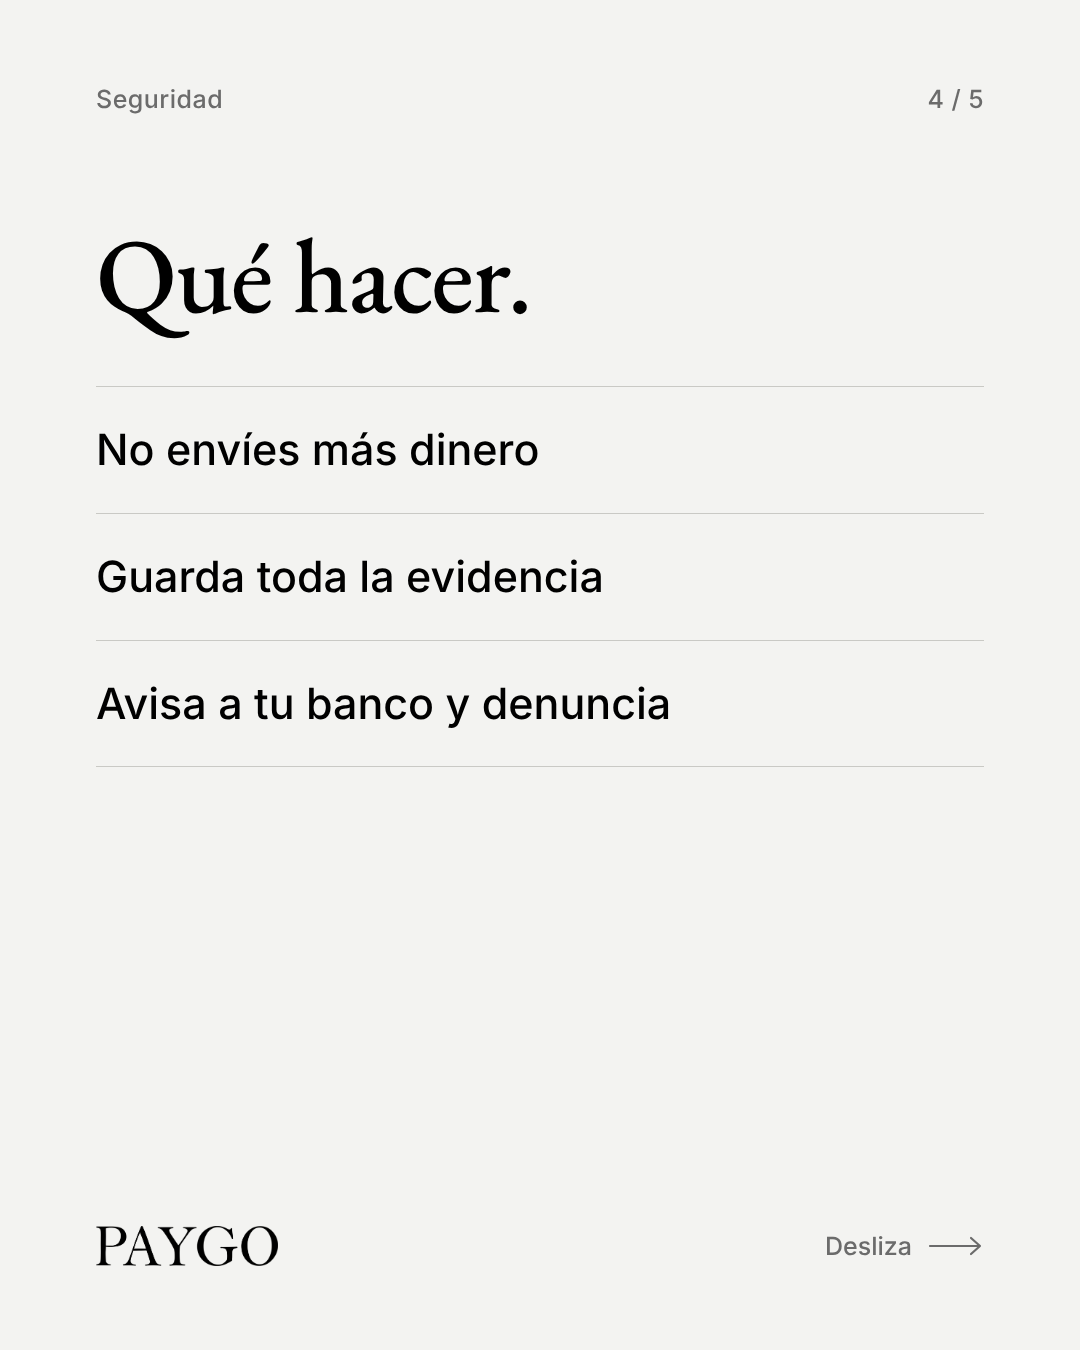 Seguridad
4 / 5
Qué hacer.
No envíes más dinero
Guarda toda la evidencia
Avisa a tu banco y denuncia
PAYGO
Desliza